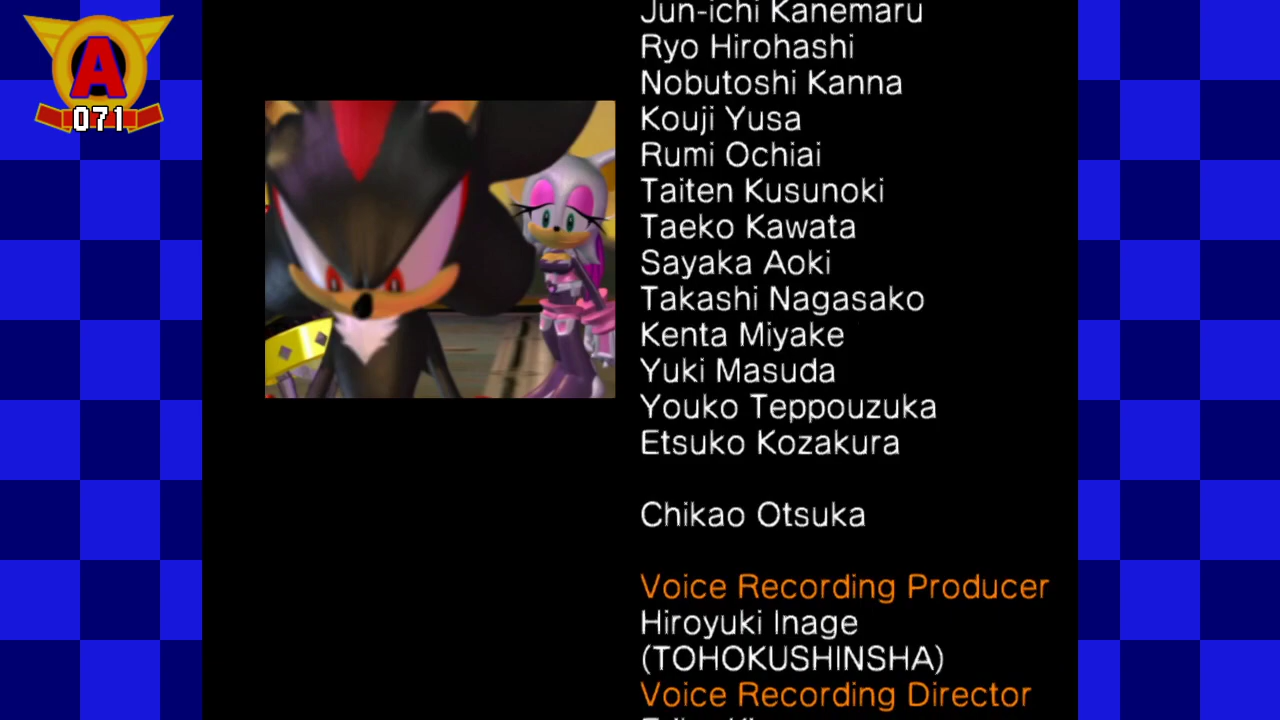 A
071
Jun-ichi Kanemaru
Ryo Hirohashi
Nobutoshi Kanna
Kouji Yusa
Rumi Ochiai
Taiten Kusunoki
Taeko Kawata
Sayaka Aoki
Takashi Nagasako
Kenta Miyake
Yuki Masuda
Youko Teppouzuka
Etsuko Kozakura
Chikao Otsuka
Voice Recording Producer
Hiroyuki Inage
(TOHOKUSHINSHA)
Voice Recording Director